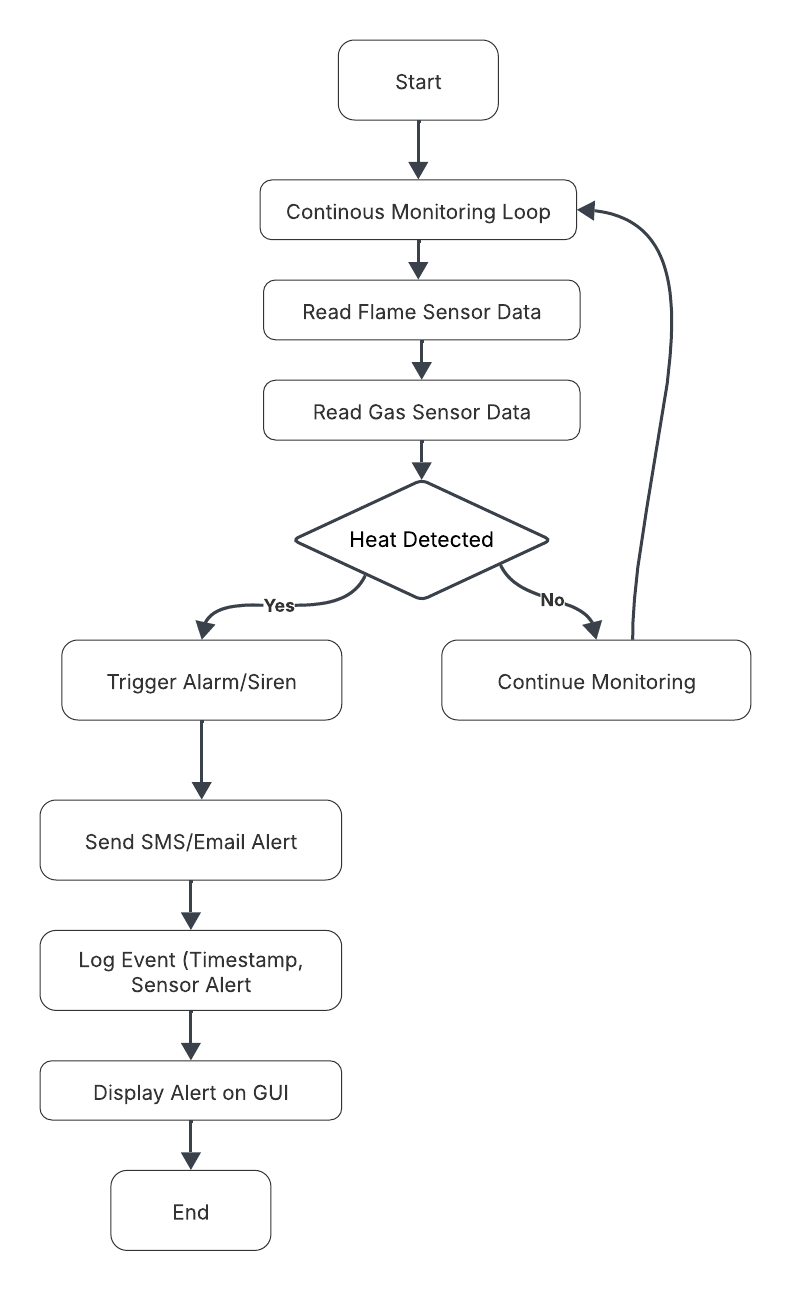 Start
Continous Monitoring Loop
Read Flame Sensor Data
Read Gas Sensor Data
Heat Detected
Yes
No
Trigger Alarm/Siren
Continue Monitoring
Send SMS/Email Alert
Log Event (Timestamp,
Sensor Alert
Display Alert on GUI
End